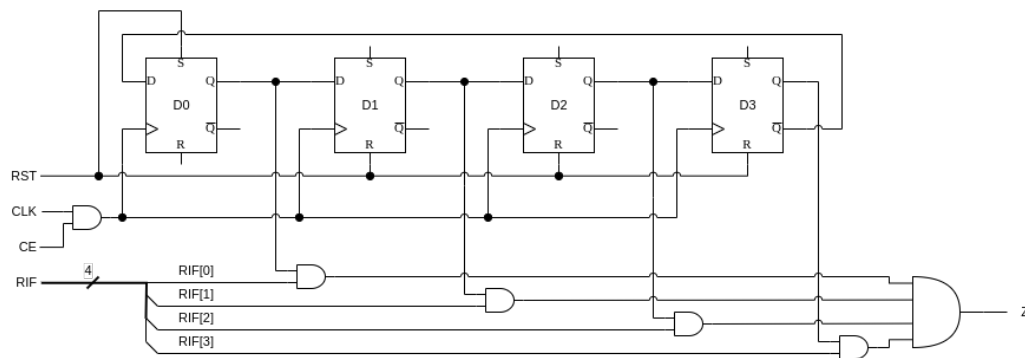 S S S S
D Q D Q D Q D Q
D0 D1 D2 D3
Q Q Q Q
R R R R
RST
CLK
CE
4
RIF
RIF[0]
RIF[1]
RIF[2]
RIF[3]
Z